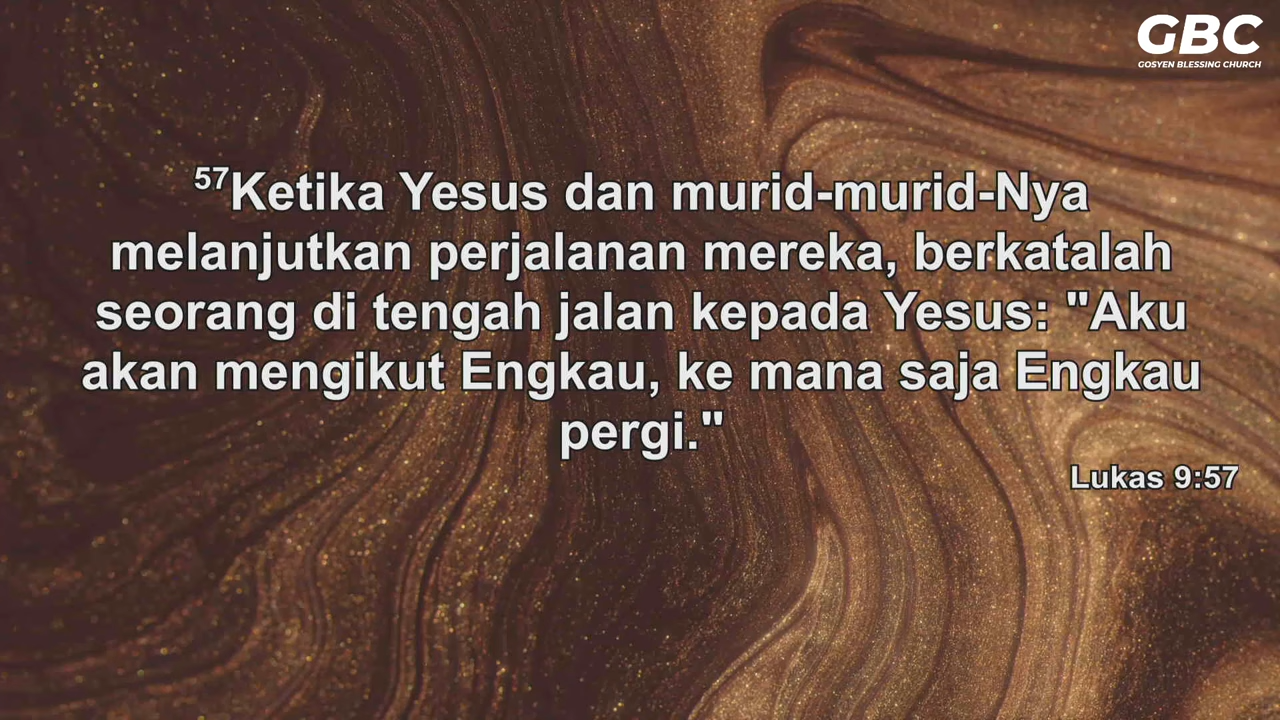 GBC
GOSYEN BLESSING CHURCH
57Ketika Yesus dan murid-murid-Nya
melanjutkan perjalanan mereka, berkatalah
seorang di tengah jalan kepada Yesus: "Aku
akan mengikut Engkau, ke mana saja Engkau
pergi."
Lukas 9:57